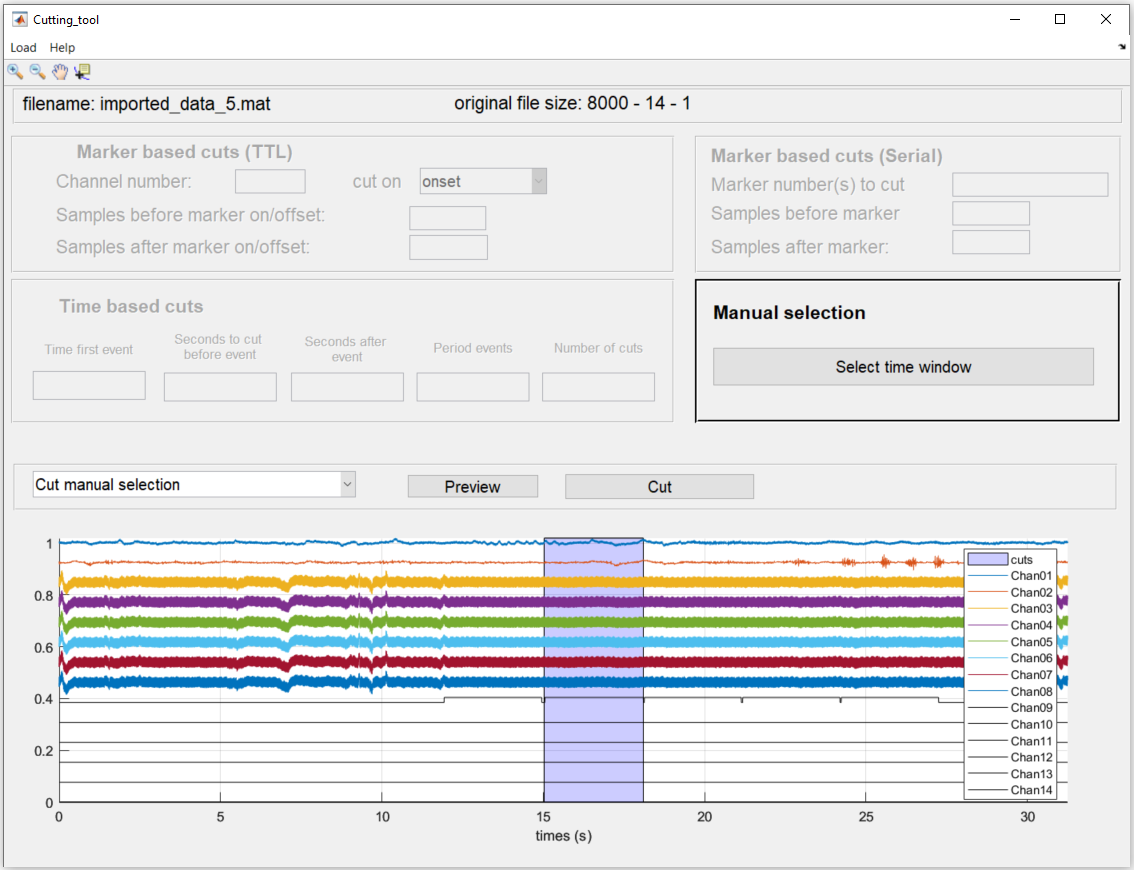 Cutting_tool
Load Help
filename: imported_data_5.mat original file size: 8000 - 14 - 1
Marker based cuts (TTL)
Channel number: cut on onset
Samples before marker on/offset:
Samples after marker on/offset:
Marker based cuts (Serial)
Marker number(s) to cut
Samples before marker
Samples after marker:
Time based cuts
Time first event
Seconds to cut
before event
Seconds after
event
Period events
Number of cuts
Manual selection
Select time window
Cut manual selection Preview Cut
1
0.8
0.6
0.4
0.2
0
0 5 10 15 20 25 30
times (s)
cuts
Chan01
Chan02
Chan03
Chan04
Chan05
Chan06
Chan07
Chan08
Chan09
Chan10
Chan11
Chan12
Chan13
Chan14